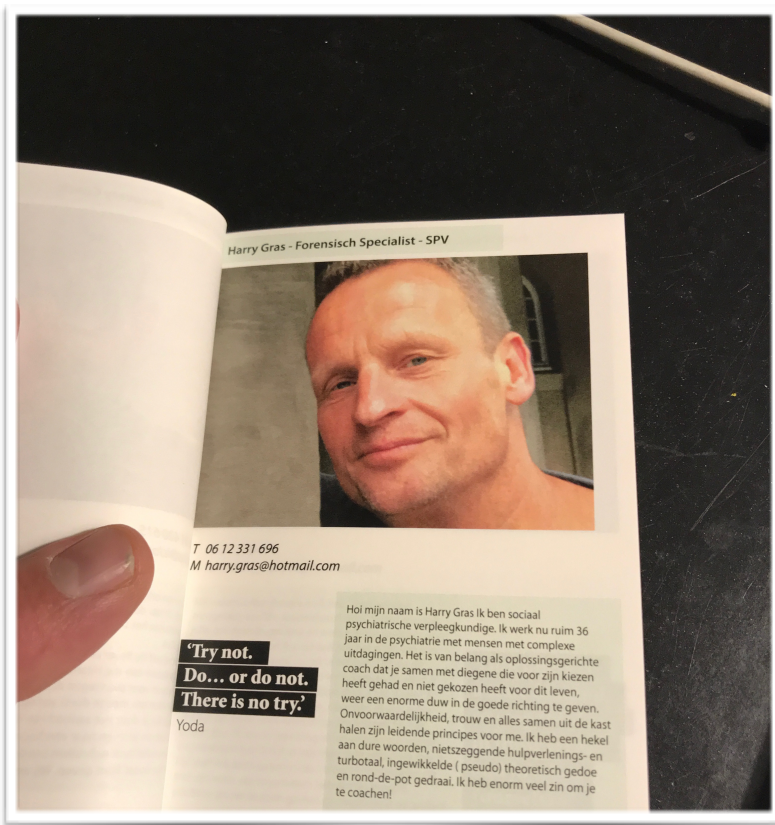 Harry Gras - Forensisch Specialist - SPV
T 06 12 331 696
M harry.gras@hotmail.com
'Try not.
Do... or do not.
There is no try.'
Yoda
Hoi mijn naam is Harry Gras Ik ben sociaal
psychiatrische verpleegkundige. Ik werk nu ruim 36
jaar in de psychiatrie met mensen met complexe
uitdagingen. Het is van belang als oplossingsgerichte
coach dat je samen met diegene die voor zijn kiezen
heeft gehad en niet gekozen heeft voor dit leven,
weer een enorme duw in de goede richting te geven.
Onvoorwaardelijkheid, trouw en alles samen uit de kast
halen zijn leidende principes voor me. Ik heb een hekel
aan dure woorden, nietszeggende hulpverlenings- en
turbotaal, ingewikkelde ( pseudo) theoretisch gedoe
en rond-de-pot gedraai. Ik heb enorm veel zin om je
te coachen!